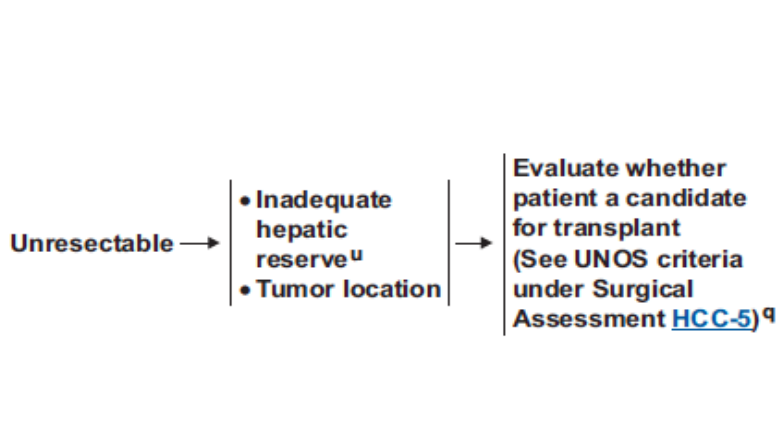 Unresectable
• Inadequate
hepatic
reserveᵘ
• Tumor location
Evaluate whether
patient a candidate
for transplant
(See UNOS criteria
under Surgical
Assessment HCC-5)q